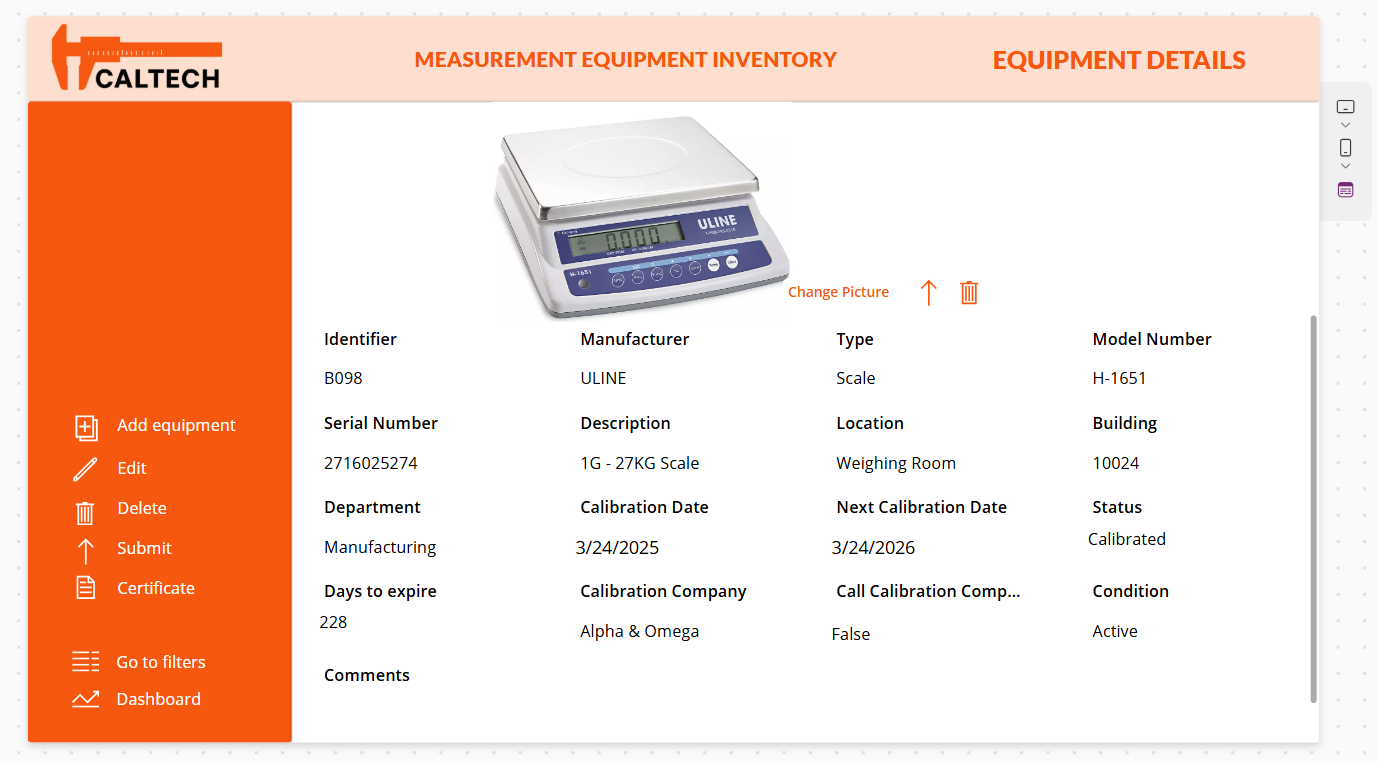 CALTECH
MEASUREMENT EQUIPMENT INVENTORY
EQUIPMENT DETAILS
ULINE
0.000
H-1651
Change Picture
Identifier
Manufacturer
Type
Model Number
B098
ULINE
Scale
H-1651
Serial Number
Description
Location
Building
2716025274
1G - 27KG Scale
Weighing Room
10024
Department
Calibration Date
Next Calibration Date
Status
Manufacturing
3/24/2025
3/24/2026
Calibrated
Days to expire
Calibration Company
Call Calibration Comp...
Condition
228
Alpha & Omega
False
Active
Comments
Add equipment
Edit
Delete
Submit
Certificate
Go to filters
Dashboard